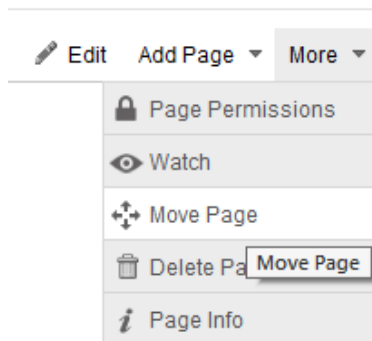 Edit Add Page More
Page Permissions
Watch
Move Page
Delete Pa Move Page
Page Info